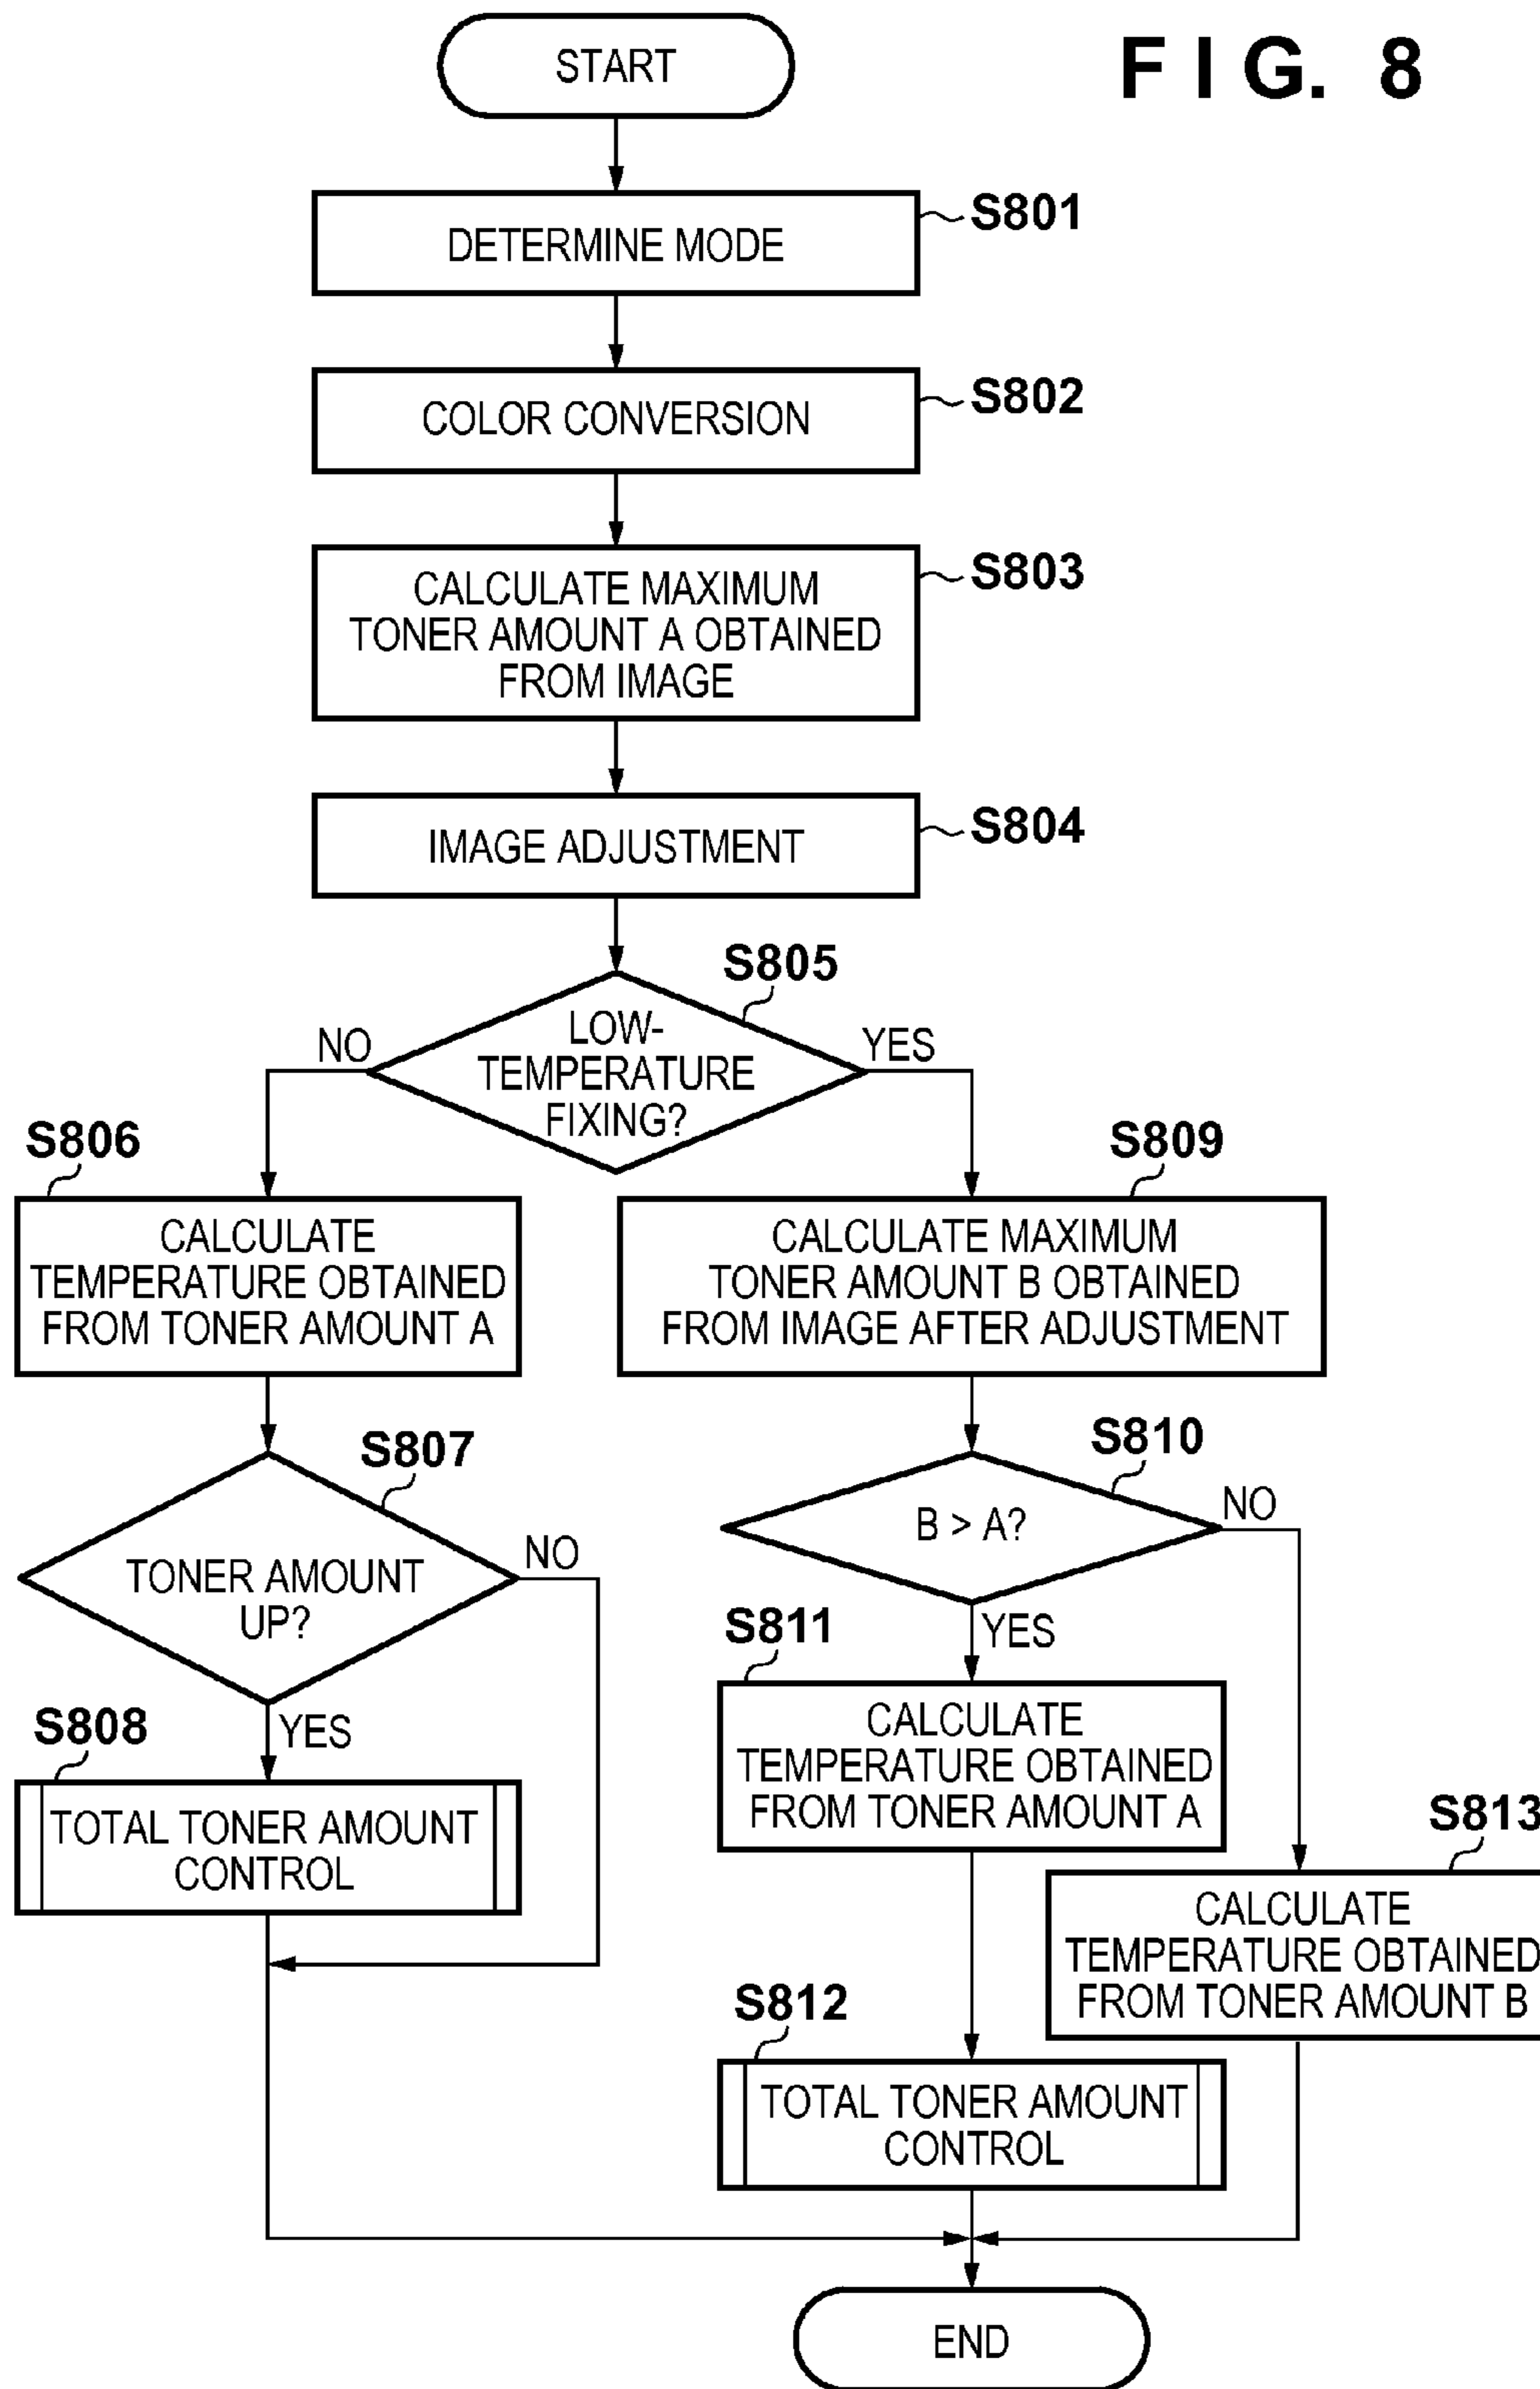 FIG. 8
START
DETERMINE MODE
S801
COLOR CONVERSION
S802
CALCULATE MAXIMUM
TONER AMOUNT A OBTAINED
FROM IMAGE
S803
IMAGE ADJUSTMENT
S804
S805
LOW-
TEMPERATURE
FIXING?
NO
YES
S806
CALCULATE
TEMPERATURE OBTAINED
FROM TONER AMOUNT A
S807
TONER AMOUNT
UP?
NO
YES
S808
TOTAL TONER AMOUNT
CONTROL
S809
CALCULATE MAXIMUM
TONER AMOUNT B OBTAINED
FROM IMAGE AFTER ADJUSTMENT
S810
B > A?
NO
YES
S811
CALCULATE
TEMPERATURE OBTAINED
FROM TONER AMOUNT A
S812
TOTAL TONER AMOUNT
CONTROL
S813
CALCULATE
TEMPERATURE OBTAINED
FROM TONER AMOUNT B
END